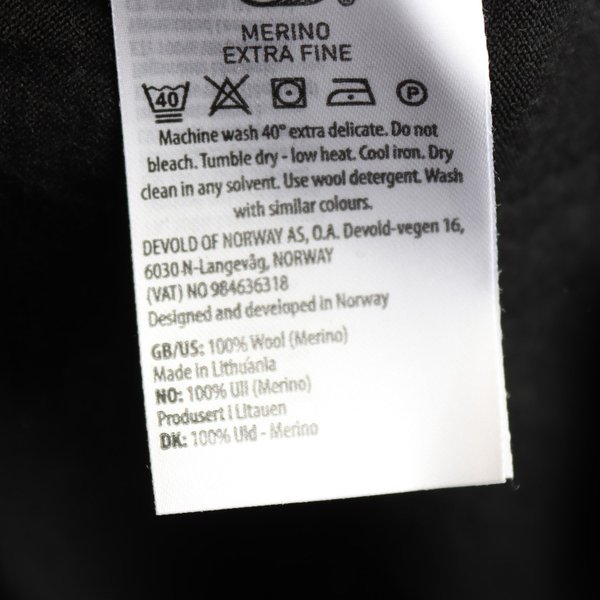 MERINO
EXTRA FINE
40 P
Machine wash 40° extra delicate. Do not
bleach. Tumble dry - low heat. Cool iron. Dry
clean in any solvent. Use wool detergent. Wash
with similar colours.
DEVOLD OF NORWAY AS, O.A. Devold-vegen 16,
6030 N-Langevåg, NORWAY
(VAT) NO 984636318
Designed and developed in Norway
GB/US: 100% Wool (Merino)
Made in Lithuania
NO: 100% Ull (Merino)
Produsert i Litauen
DK: 100% Uld - Merino